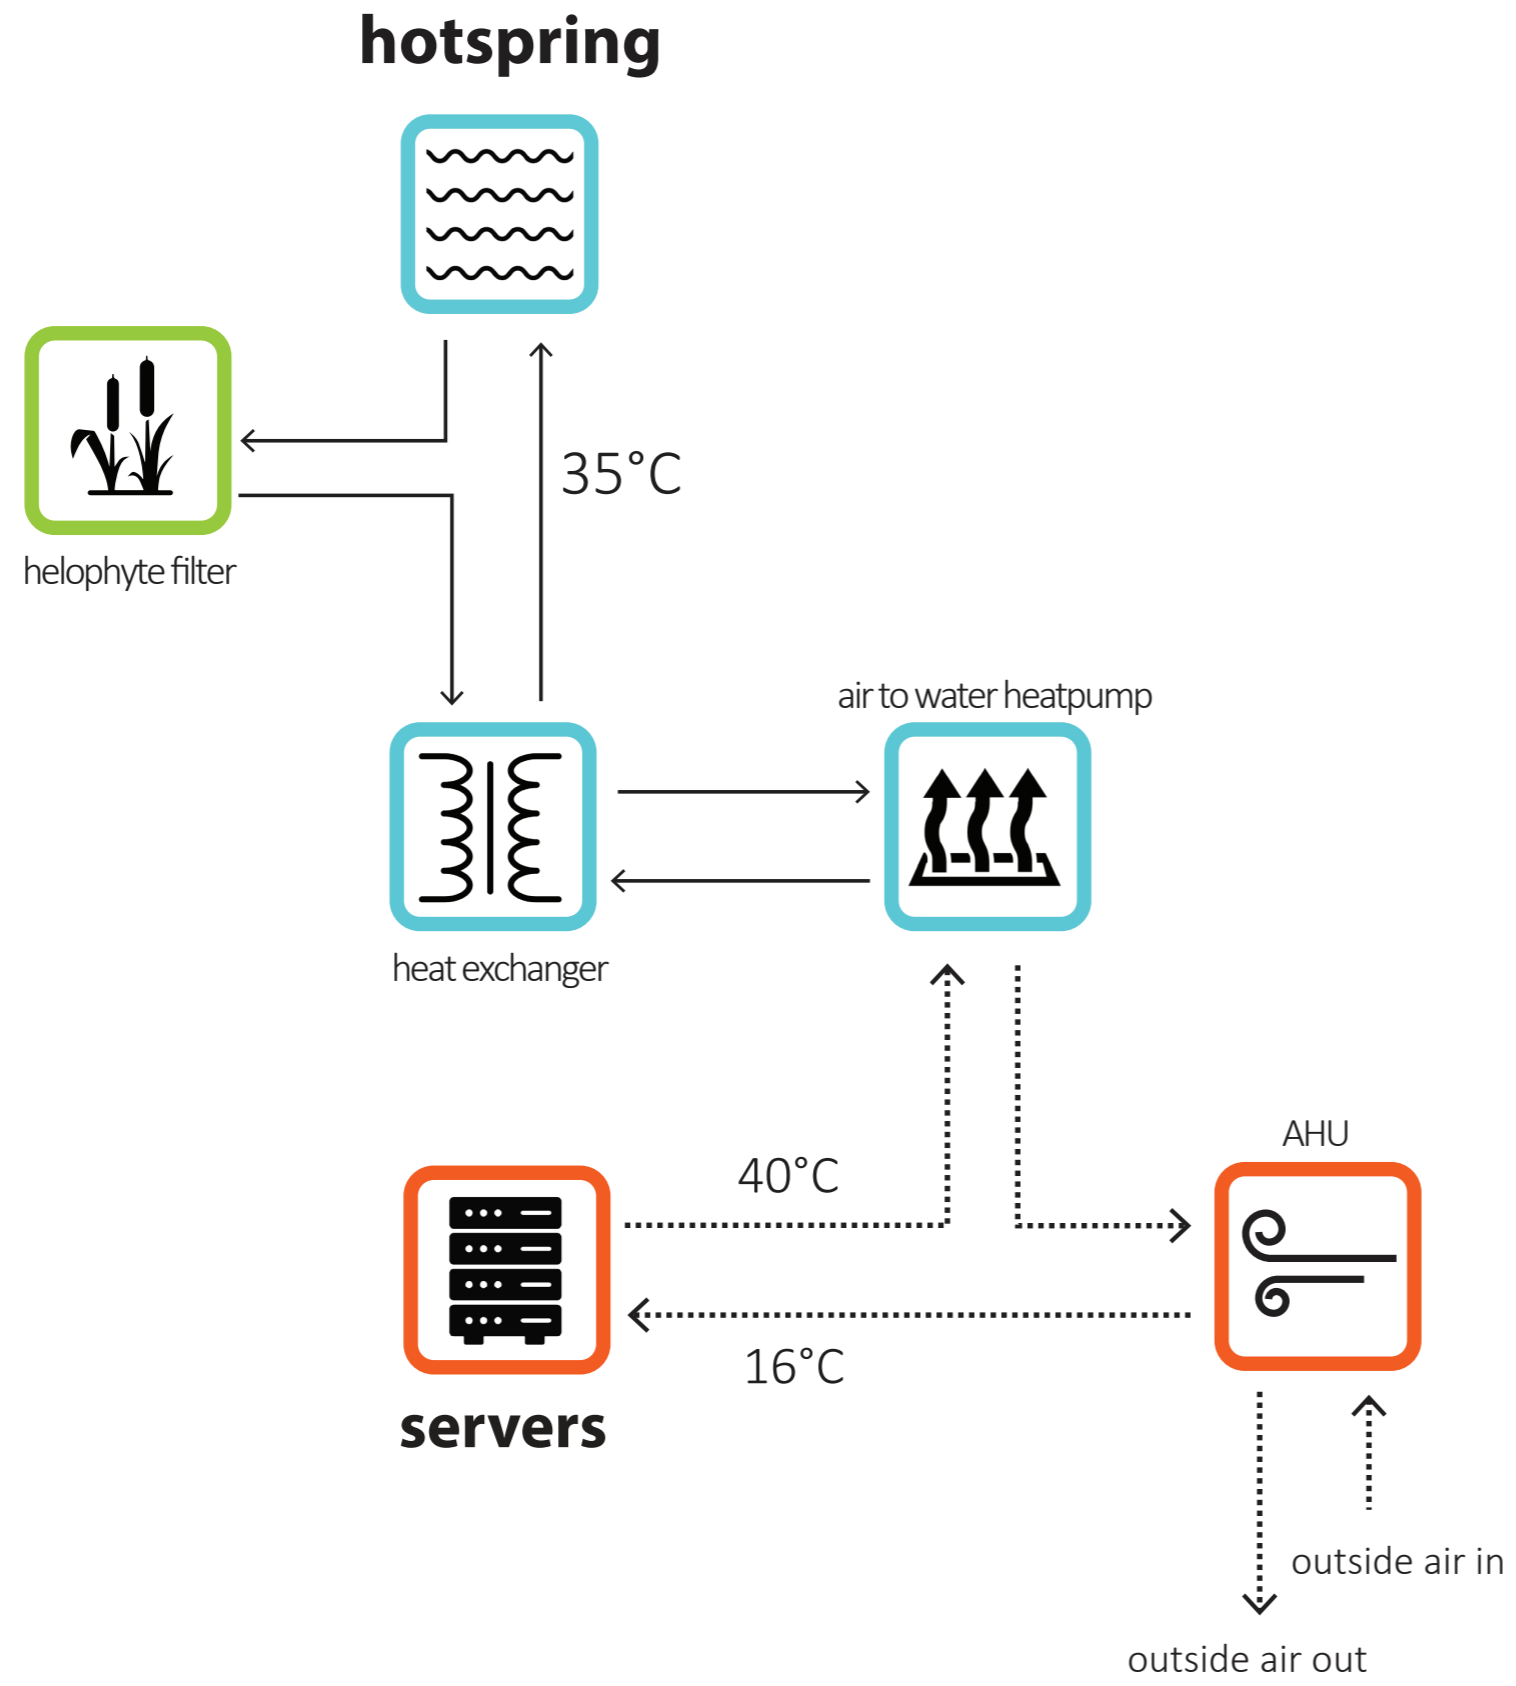 hotspring
35°C
helophyte filter
air to water heatpump
heat exchanger
AHU
40°C
16°C
servers
outside air in
outside air out